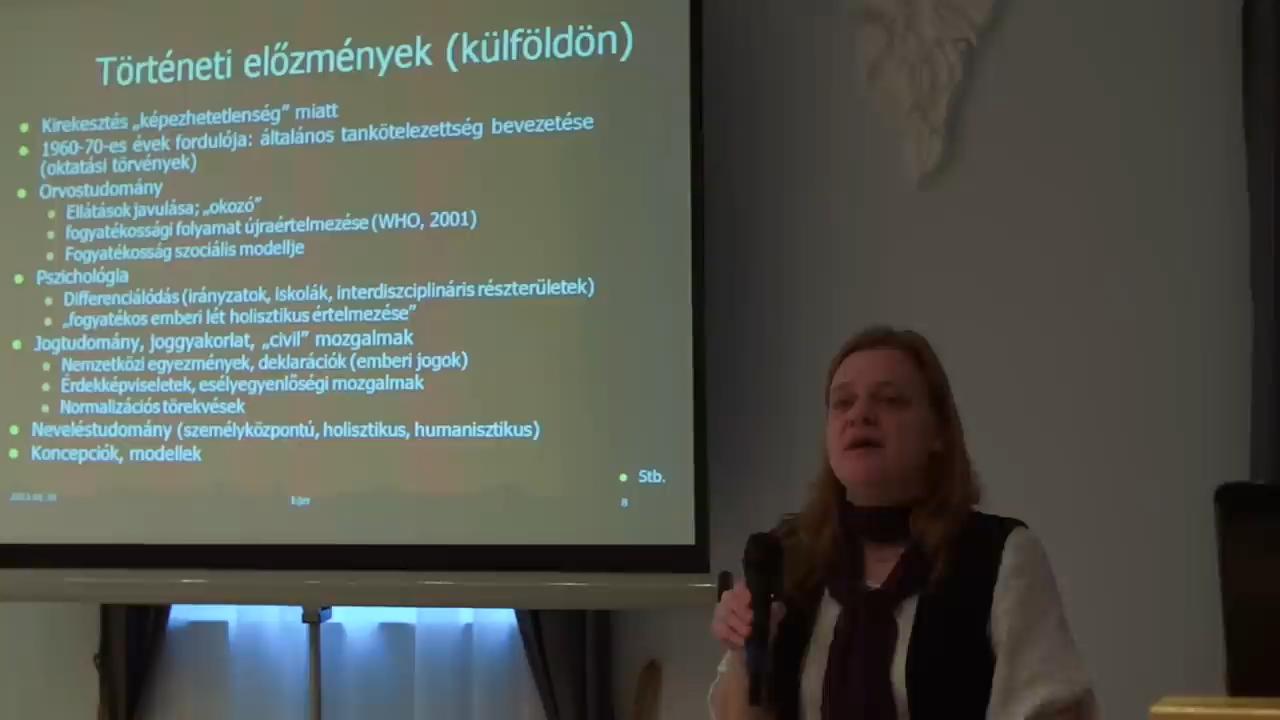 Történeti előzmények (külföldön)
Kirekesztés „képezhetetlenség” miatt
1960-70-es évek fordulója: általános tankötelezettség bevezetése
(oktatási törvények)
Orvostudomány
Ellátások javulása; „okozó”
fogyatékossági folyamat újraértelmezése (WHO, 2001)
Fogyatékosság szociális modellje
Pszichológia
Differenciálódás (irányzatok, iskolák, interdiszciplináris részterületek)
„fogyatékos emberi lét holisztikus értelmezése”
Jogtudomány, joggyakorlat, „civil” mozgalmak
Nemzetközi egyezmények, deklarációk (emberi jogok)
Érdekképviseletek, esélyegyenlőségi mozgalmak
Normalizációs törekvések
Neveléstudomány (személyközpontú, holisztikus, humanisztikus)
Koncepciók, modellek
Stb.
8